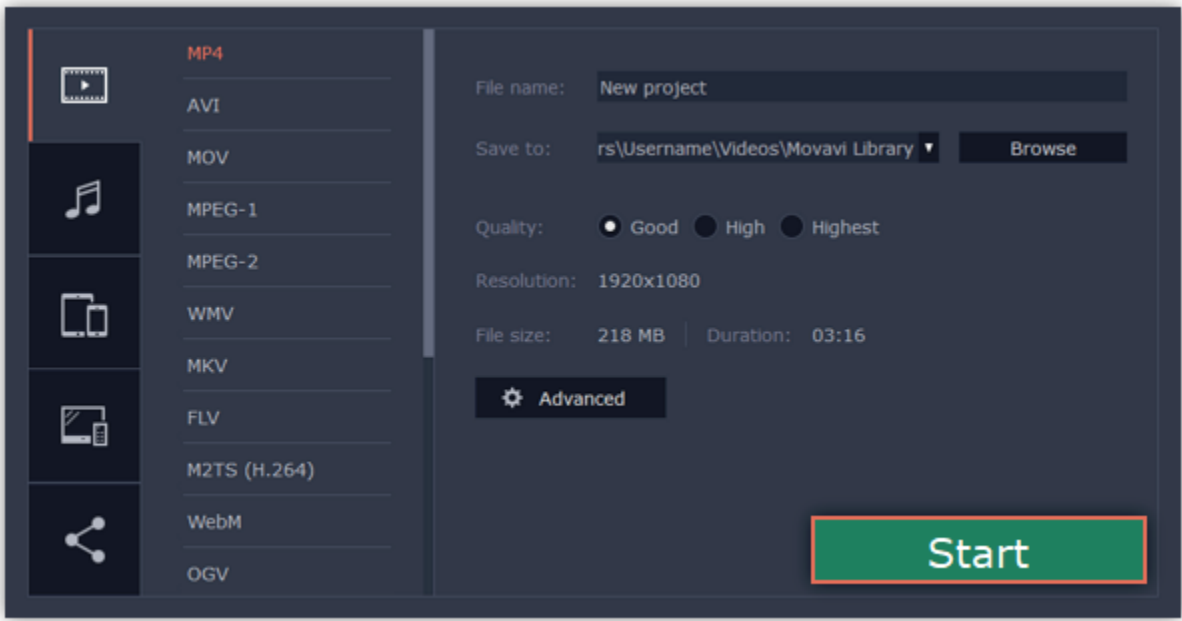 MP4
AVI
MOV
MPEG-1
MPEG-2
WMV
MKV
FLV
M2TS (H.264)
WebM
OGV
File name: New project
Save to: rs\Username\Videos\Movavi Library Browse
Quality: Good High Highest
Resolution: 1920x1080
File size: 218 MB Duration: 03:16
Advanced
Start